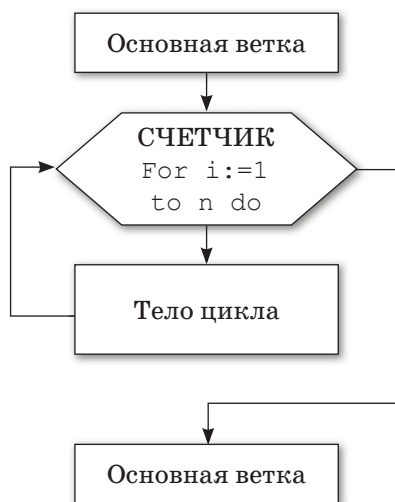 Основная ветка
СЧЕТЧИК
For i:=1
to n do
Тело цикла
Основная ветка